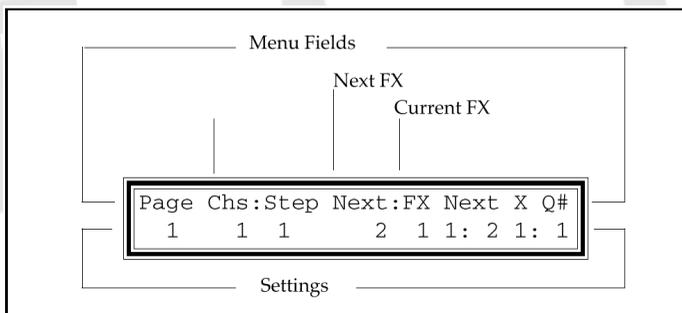 Menu Fields
Next FX
Current FX
Page Chs:Step Next:FX Next X Q#
1 1 1 2 1 1: 2 1: 1
Settings